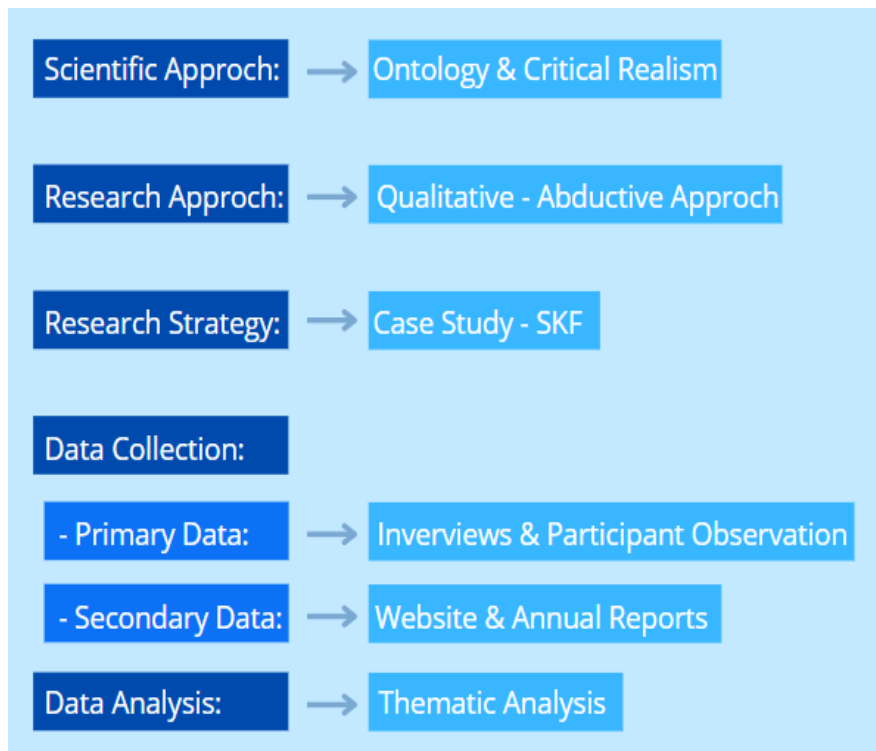 Scientific Approch: Ontology & Critical Realism
Research Approch: Qualitative - Abductive Approch
Research Strategy: Case Study - SKF
Data Collection:
- Primary Data: Inverviews & Participant Observation
- Secondary Data: Website & Annual Reports
Data Analysis: Thematic Analysis